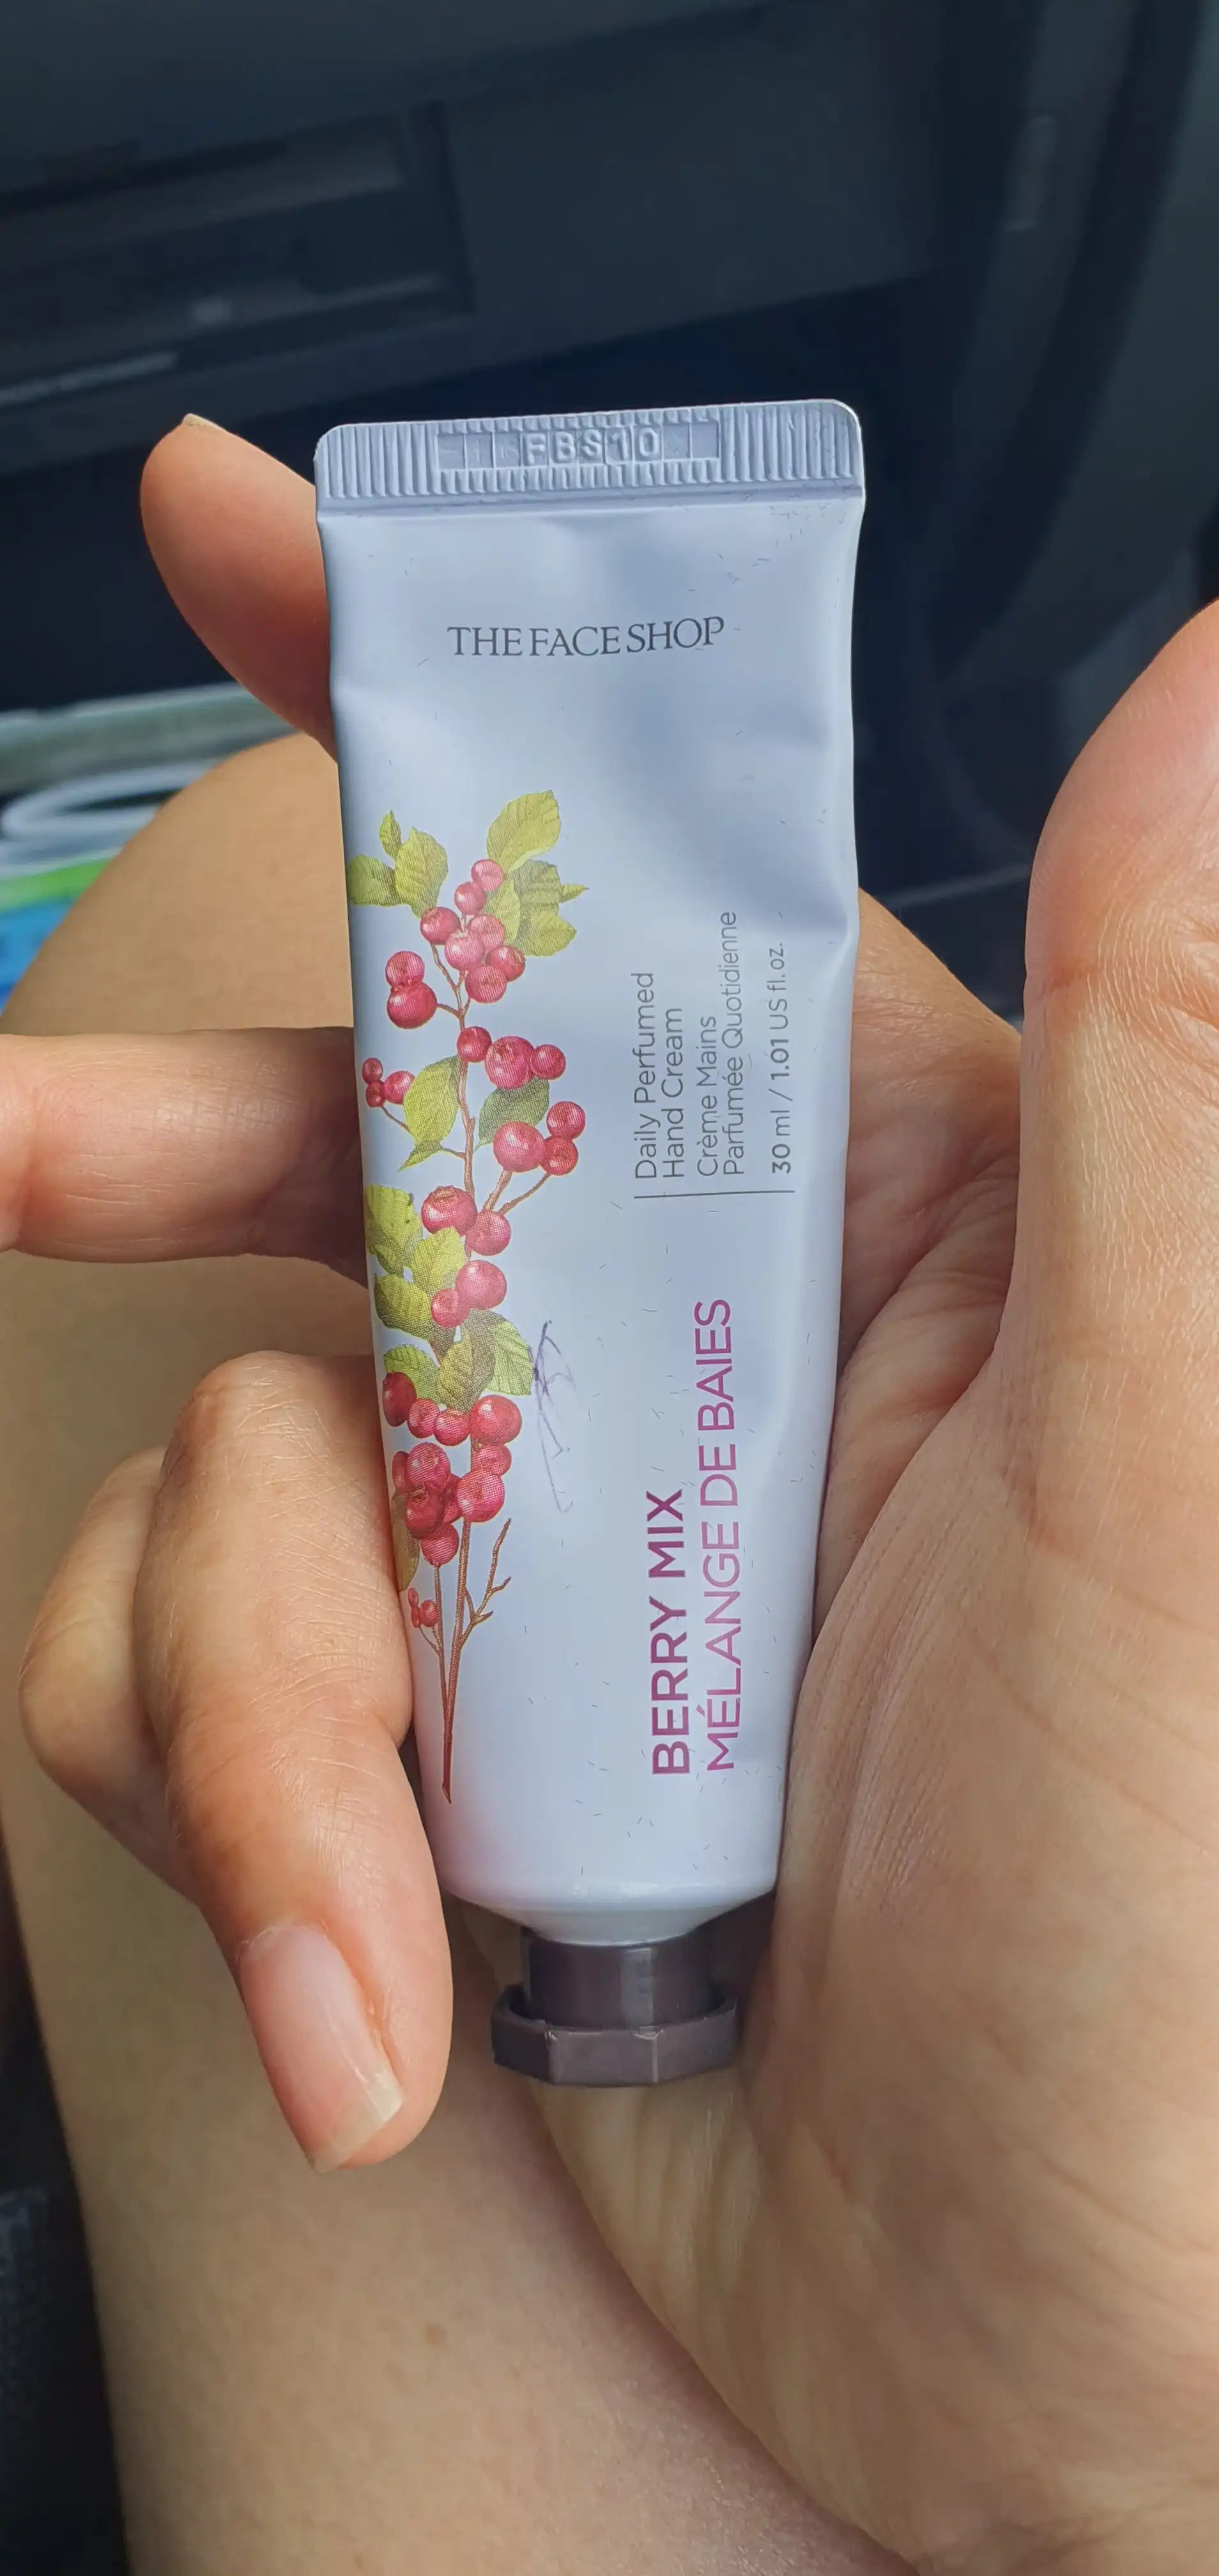 FBS10
THE FACE SHOP
BERRY MIX
MÉLANGE DE BAIES
Daily Perfumed
Hand Cream
Crème Mains
Parfumée Quotidienne
30 ml / 1.01 US fl. oz.